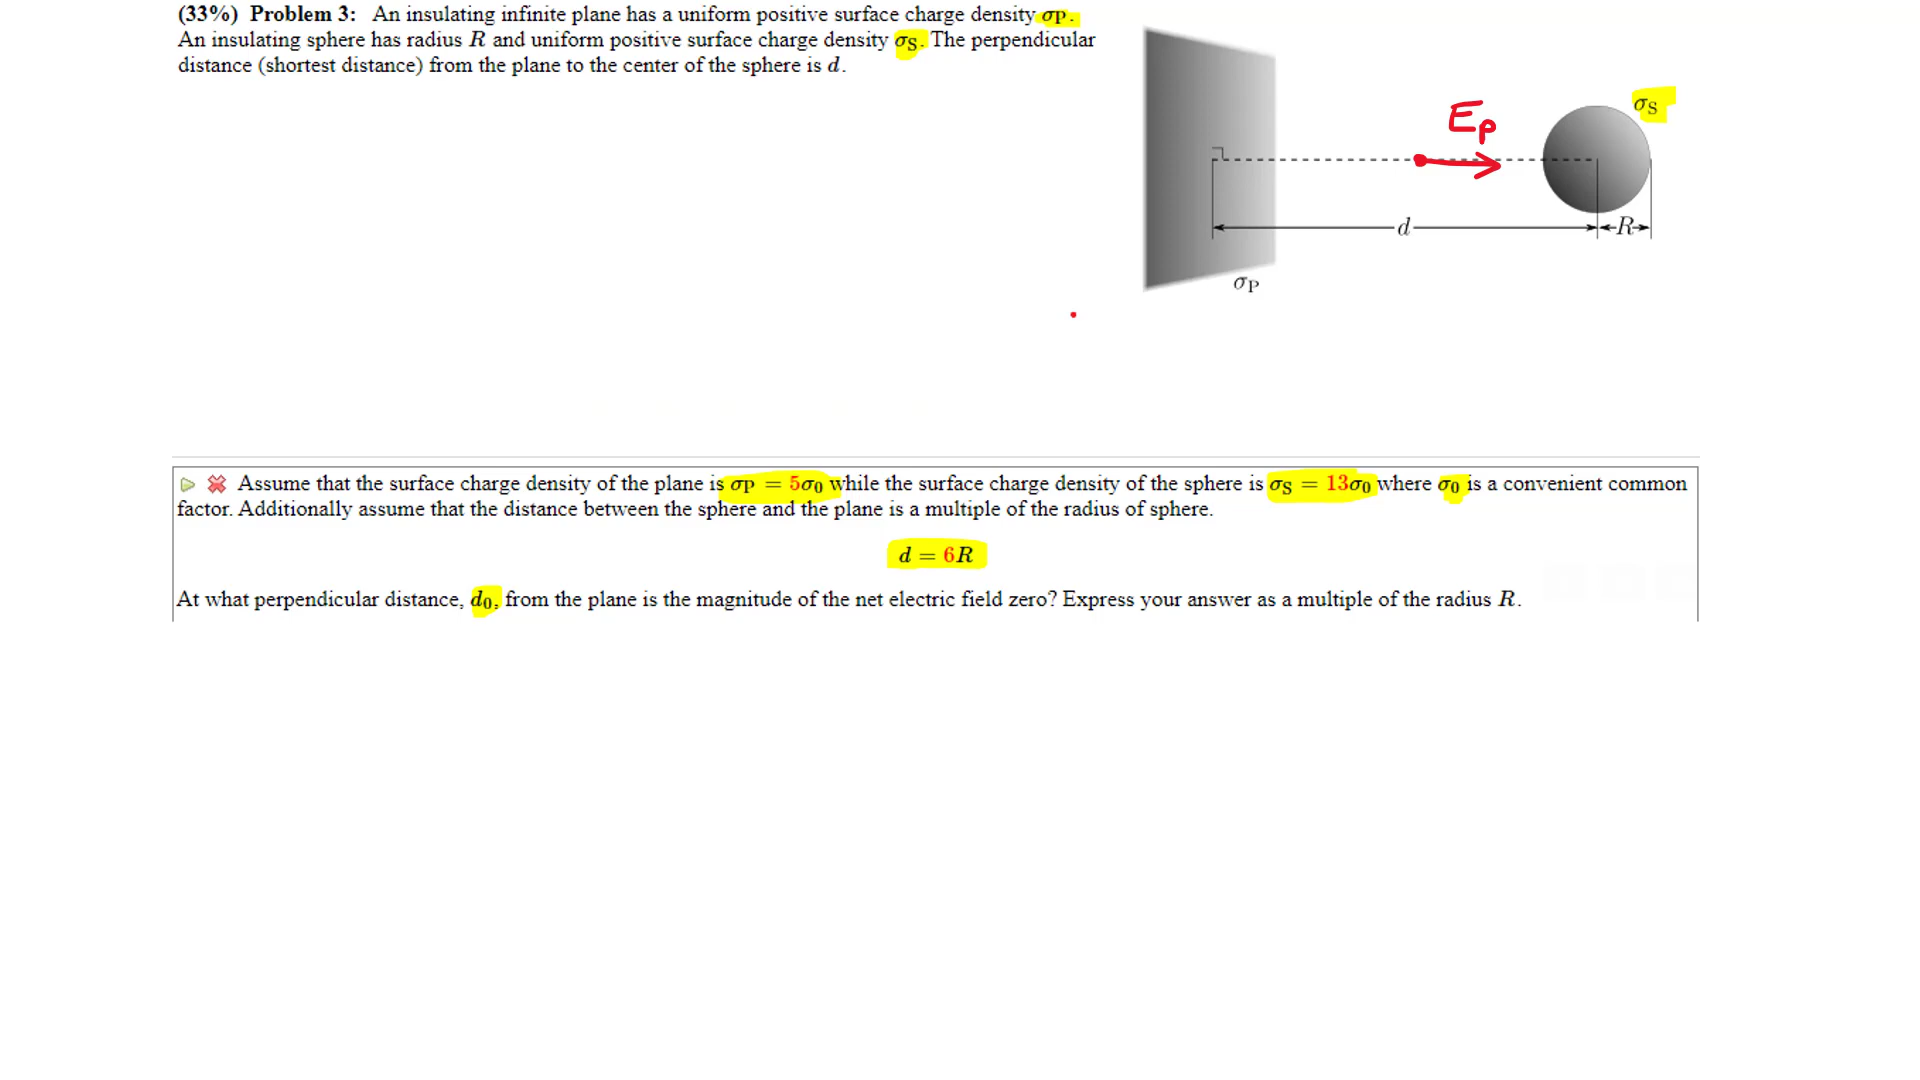 (33%) Problem 3: An insulating infinite plane has a uniform positive surface charge density σP.
An insulating sphere has radius R and uniform positive surface charge density σS. The perpendicular
distance (shortest distance) from the plane to the center of the sphere is d.
σS
EP
d
R
σP
Assume that the surface charge density of the plane is σP = 5σ0 while the surface charge density of the sphere is σS = 13σ0 where σ0 is a convenient common
factor. Additionally assume that the distance between the sphere and the plane is a multiple of the radius of sphere.
d = 6R
At what perpendicular distance, d0, from the plane is the magnitude of the net electric field zero? Express your answer as a multiple of the radius R.